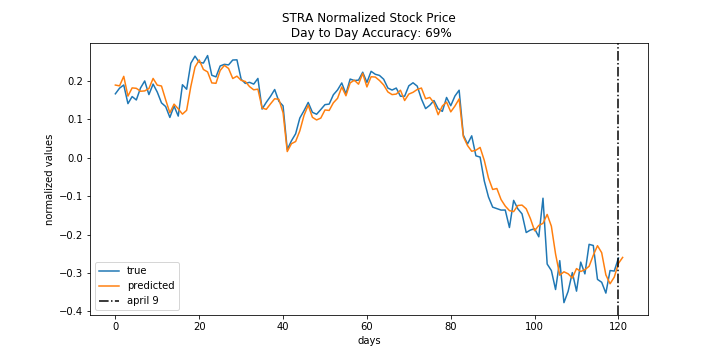 STRA Normalized Stock Price
Day to Day Accuracy: 69%
normalized values
0.2
0.1
0.0
−0.1
−0.2
−0.3
−0.4
true
predicted
april 9
0
20
40
60
80
100
120
days